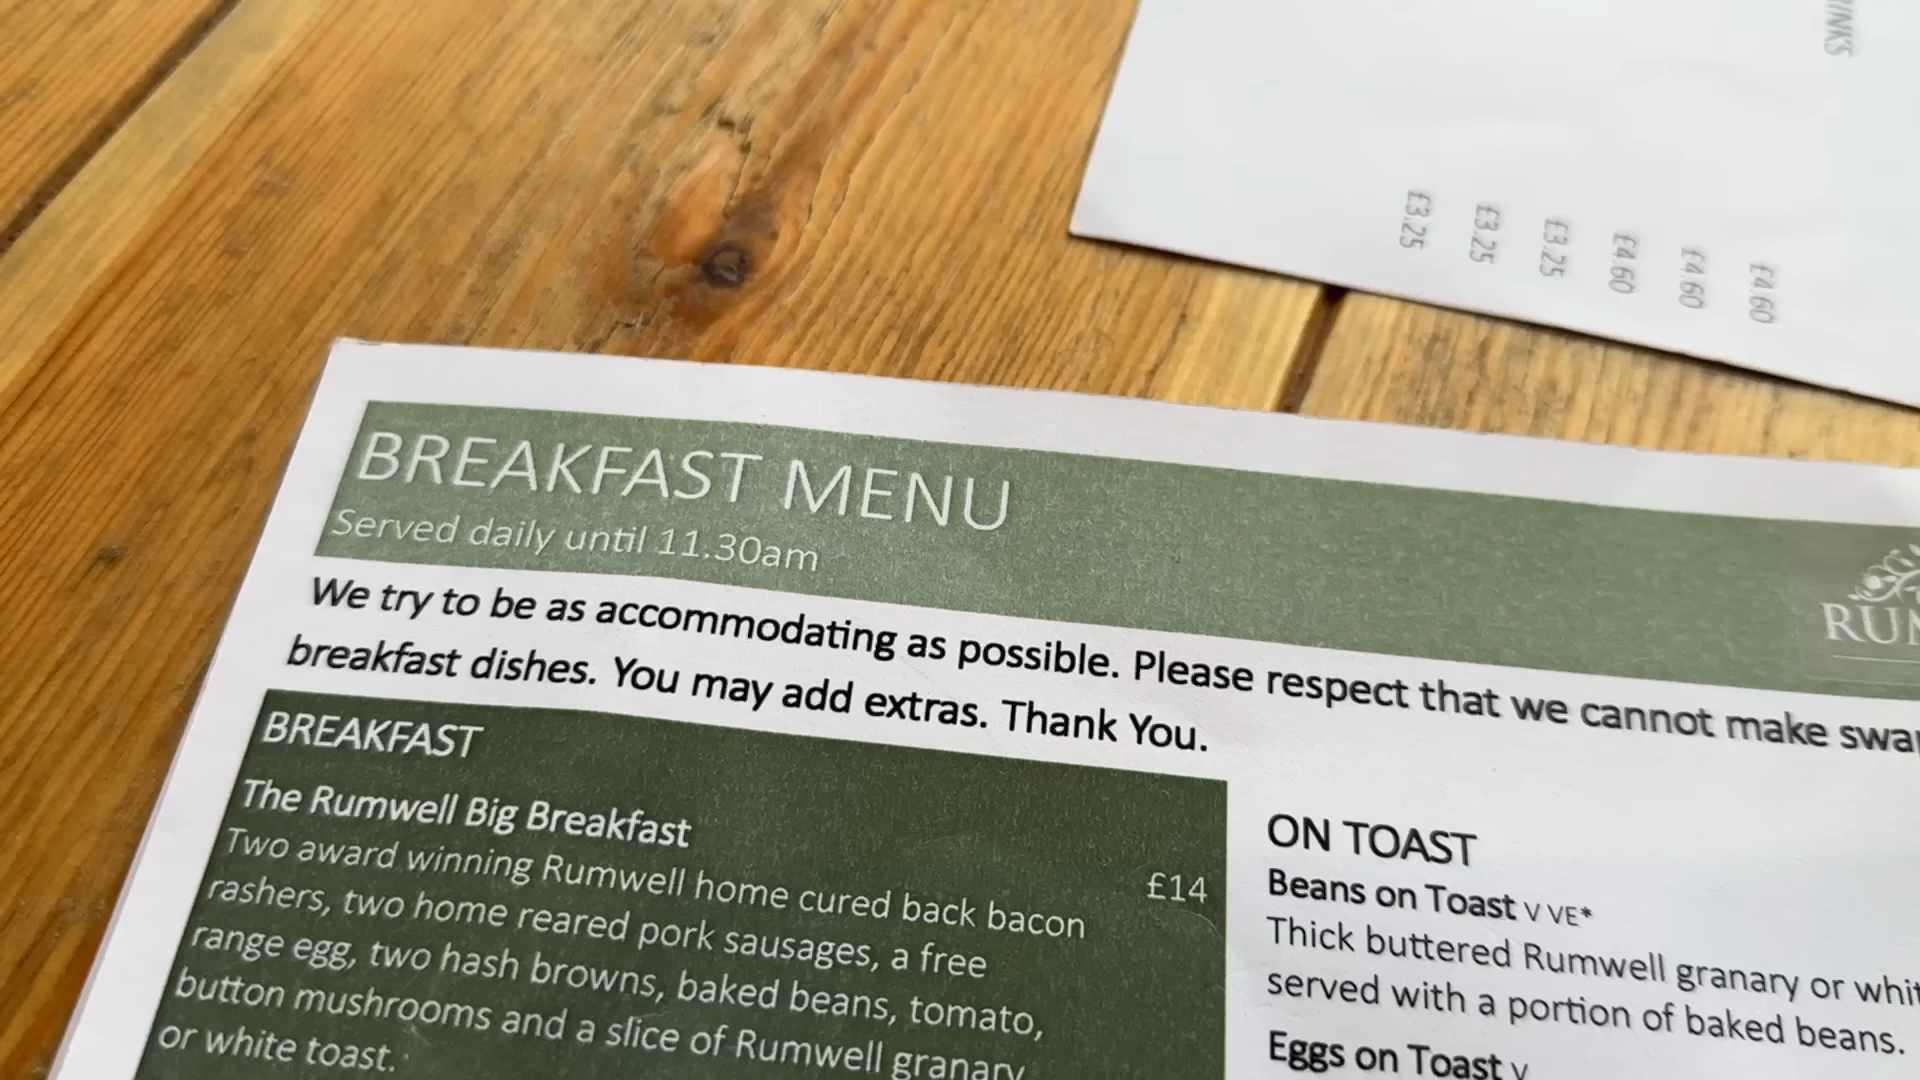 INKS
£3.25
£3.25
£3.25
£4.60
£4.60
£4.60
BREAKFAST MENU
Served daily until 11.30am
We try to be as accommodating as possible. Please respect that we cannot make
breakfast dishes. You may add extras. Thank You.
BREAKFAST
The Rumwell Big Breakfast
Two award winning Rumwell home cured back bacon £14
rashers, two home reared pork sausages, a free
range egg, two hash browns, baked beans, tomato,
button mushrooms and a slice of Rumwell granary
or white toast.
ON TOAST
Beans on Toast V VE*
Thick buttered Rumwell granary or whit
served with a portion of baked beans.
Eggs on Toast V